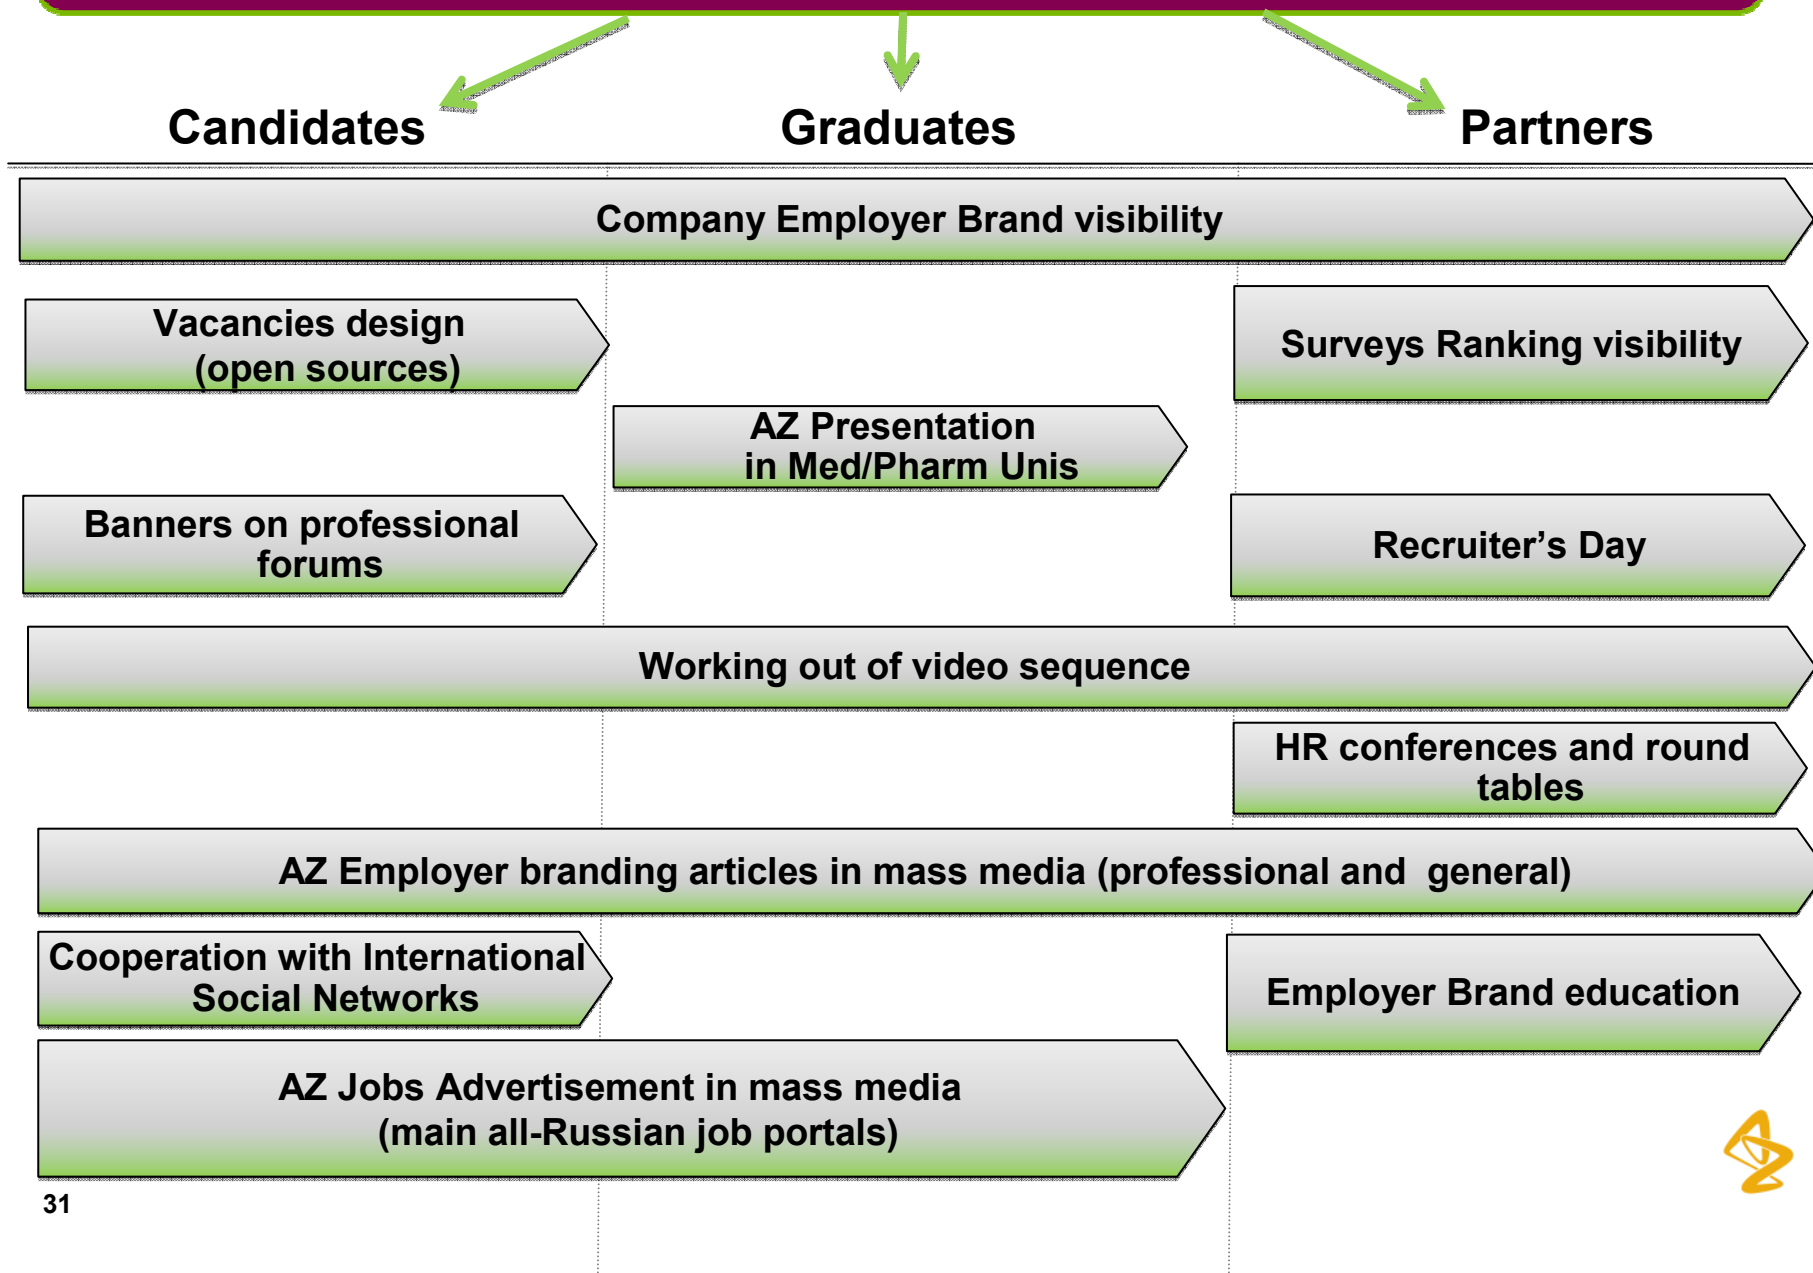 Candidates
Graduates
Partners
Company Employer Brand visibility
Vacancies design
(open sources)
Surveys Ranking visibility
AZ Presentation
in Med/Pharm Unis
Banners on professional
forums
Recruiter’s Day
Working out of video sequence
HR conferences and round
tables
AZ Employer branding articles in mass media (professional and  general)
Cooperation with International
Social Networks
Employer Brand education
AZ Jobs Advertisement in mass media
(main all-Russian job portals)
31